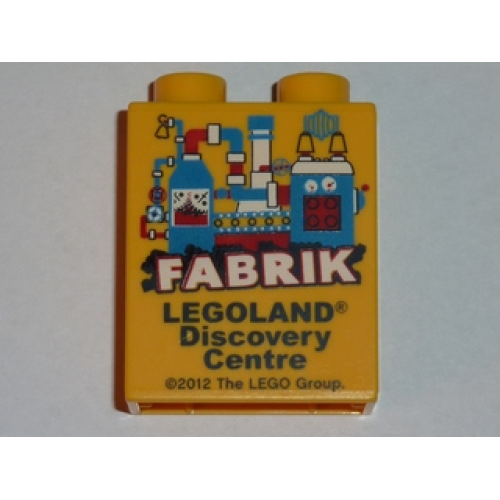 FABRIK
LEGOLAND®
Discovery
Centre
©2012 The LEGO Group.